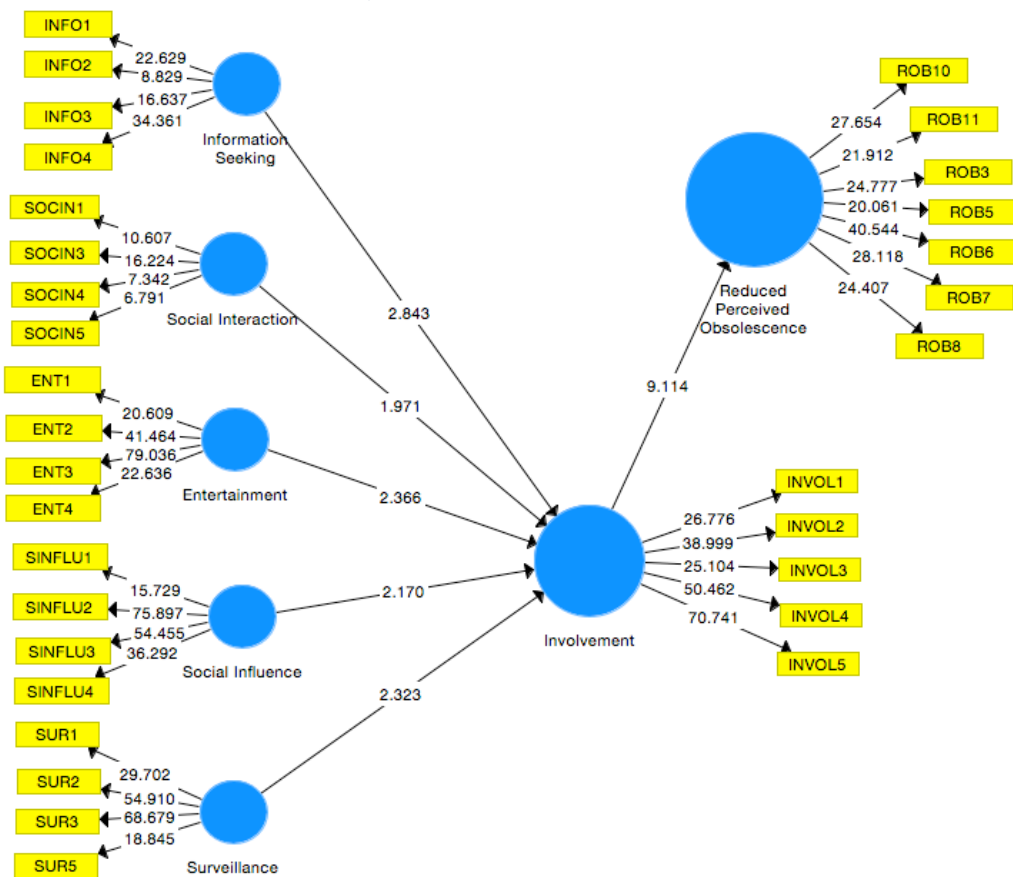 INFO1
INFO2
INFO3
INFO4
22.629
8.829
16.637
34.361
Information
Seeking
SOCIN1
SOCIN3
SOCIN4
SOCIN5
10.607
16.224
7.342
6.791
Social Interaction
ENT1
ENT2
ENT3
ENT4
20.609
41.464
79.036
22.636
Entertainment
SINFLU1
SINFLU2
SINFLU3
SINFLU4
15.729
75.897
54.455
36.292
Social Influence
SUR1
SUR2
SUR3
SUR5
29.702
54.910
68.679
18.845
Surveillance
2.843
1.971
2.366
2.170
2.323
9.114
Reduced
Perceived
Obsolescence
27.654
21.912
24.777
20.061
40.544
28.118
24.407
ROB10
ROB11
ROB3
ROB5
ROB6
ROB7
ROB8
Involvement
26.776
38.999
25.104
50.462
70.741
INVOL1
INVOL2
INVOL3
INVOL4
INVOL5